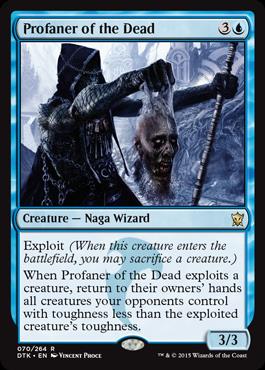 Profaner of the Dead 3
Creature — Naga Wizard
Exploit (When this creature enters the
battlefield, you may sacrifice a creature.)
When Profaner of the Dead exploits a
creature, return to their owners' hands
all creatures your opponents control
with toughness less than the exploited
creature's toughness.
3/3
070/264 R
DTK • EN Vincent Proce
™ & © 2015 Wizards of the Coast